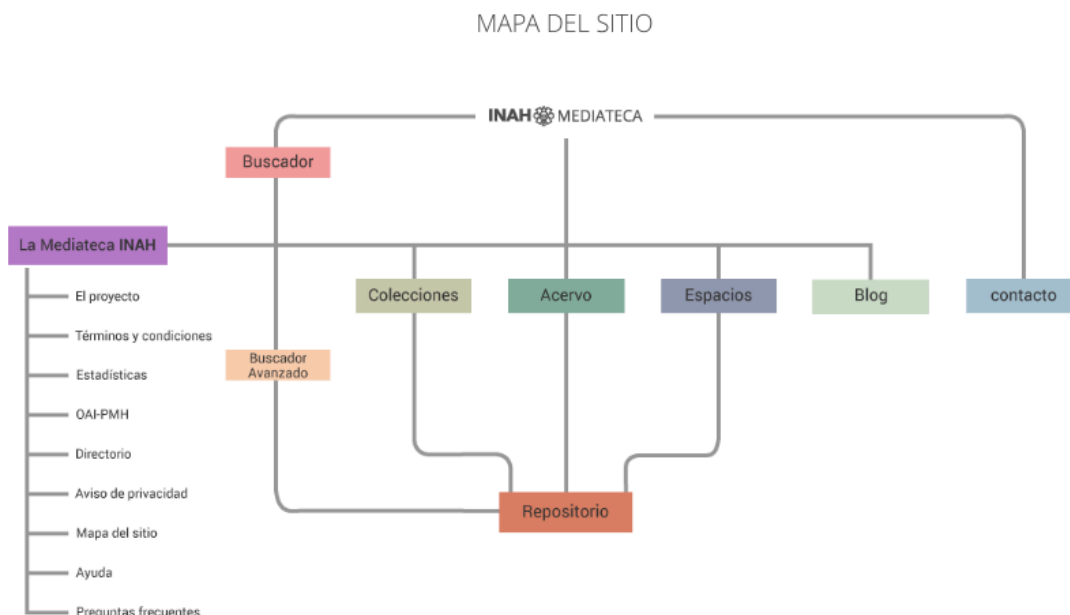 MAPA DEL SITIO
INAH MEDIATECA
Buscador
La Mediateca INAH
El proyecto
Términos y condiciones
Estadísticas
OAI-PMH
Directorio
Aviso de privacidad
Mapa del sitio
Ayuda
Preguntas frecuentes
Buscador
Avanzado
Colecciones
Acervo
Espacios
Blog
contacto
Repositorio